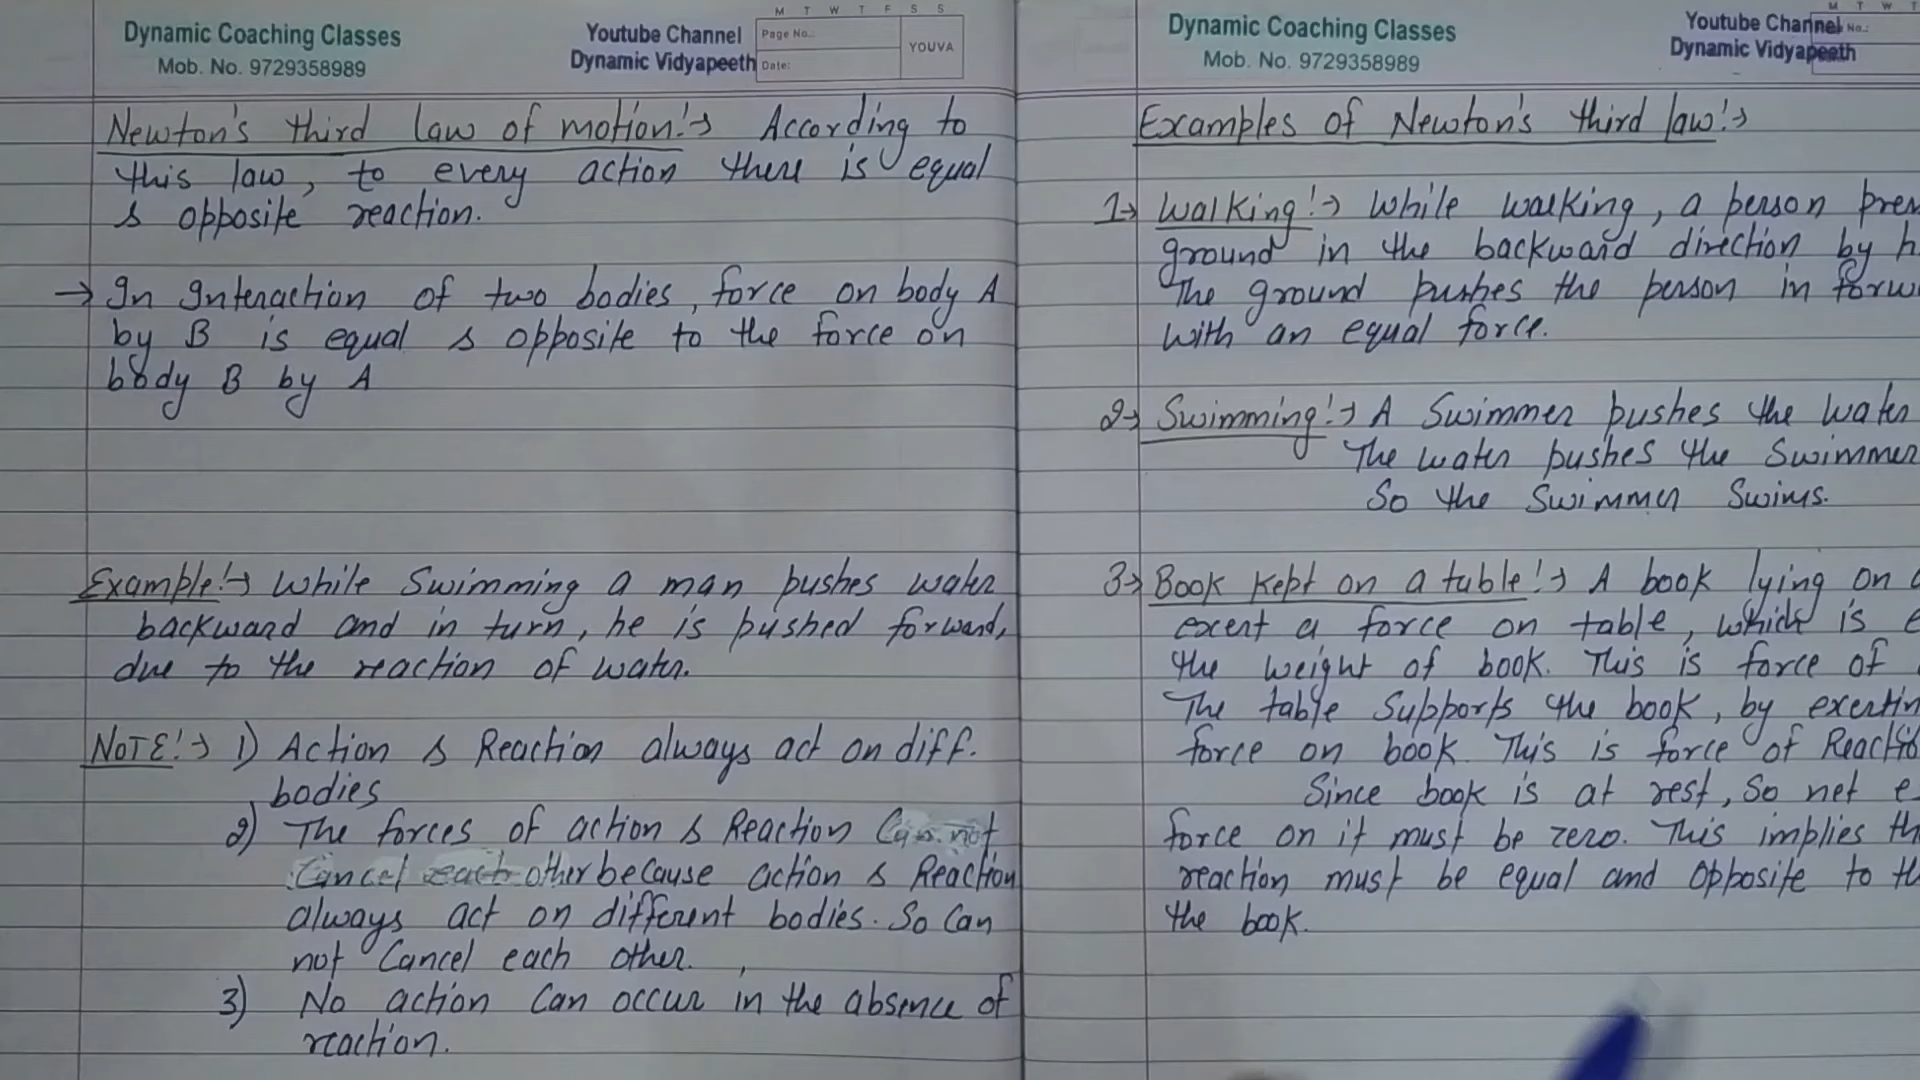 Dynamic Coaching Classes
Mob. No. 9729358989
Youtube Channel
Dynamic Vidyapeeth
M T W T F S S
Page No.:
Date:
YOUVA
Newton's third law of motion:→ According to
this law, to every action there is equal
& opposite reaction.
→ In Interaction of two bodies, force on body A
by B is equal & opposite to the force on
body B by A
Example:→ While Swimming a man pushes water
backward and in turn, he is pushed forward,
due to the reaction of water.
NOTE:→ 1) Action & Reaction always act on diff.
bodies
2) The forces of action & Reaction Can not
Cancel each other because action & Reaction
always act on different bodies. So Can
not Cancel each other.
3) No action Can occur in the absence of
reaction.
Dynamic Coaching Classes
Mob. No. 9729358989
Youtube Channel
Dynamic Vidyapeeth
M T W T
No.:
Examples of Newton's third law:→
1→ Walking:→ While walking, a person
ground in the backward direction by
The ground pushes the person in
with an equal force.
2→ Swimming:→ A Swimmer pushes the water
The water pushes the Swimmer
So the Swimmer Swims.
3→ Book Kept on a table:→ A book lying on
exert a force on table, which is
the weight of book. This is force of
The table Supports the book, by
force on book. This is force of
Since book is at rest, So net
force on it must be zero. This implies
reaction must be equal and opposite to
the book.